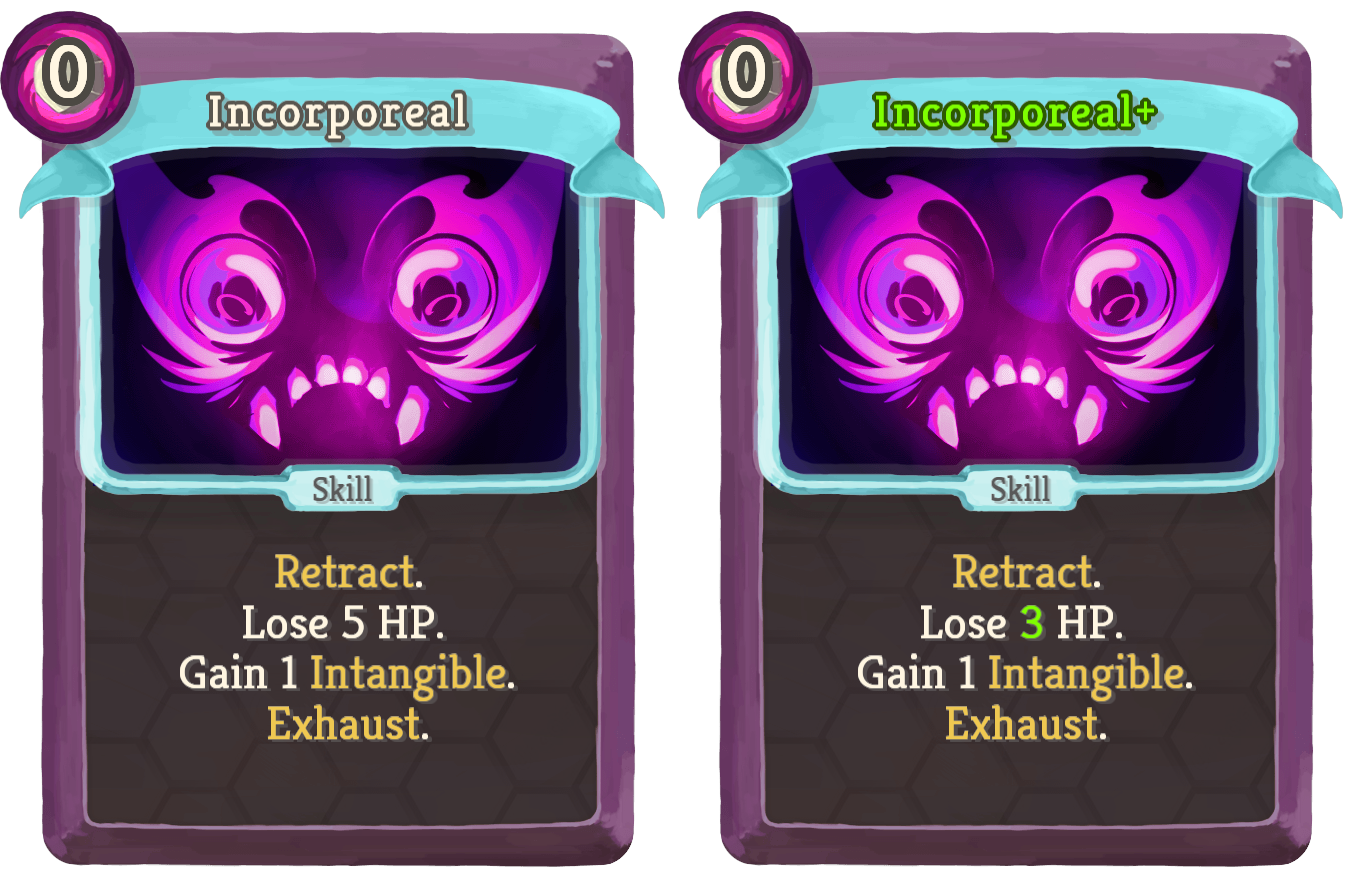 0
Incorporeal
Skill
Retract.
Lose 5 HP.
Gain 1 Intangible.
Exhaust.
0
Incorporeal+
Skill
Retract.
Lose 3 HP.
Gain 1 Intangible.
Exhaust.